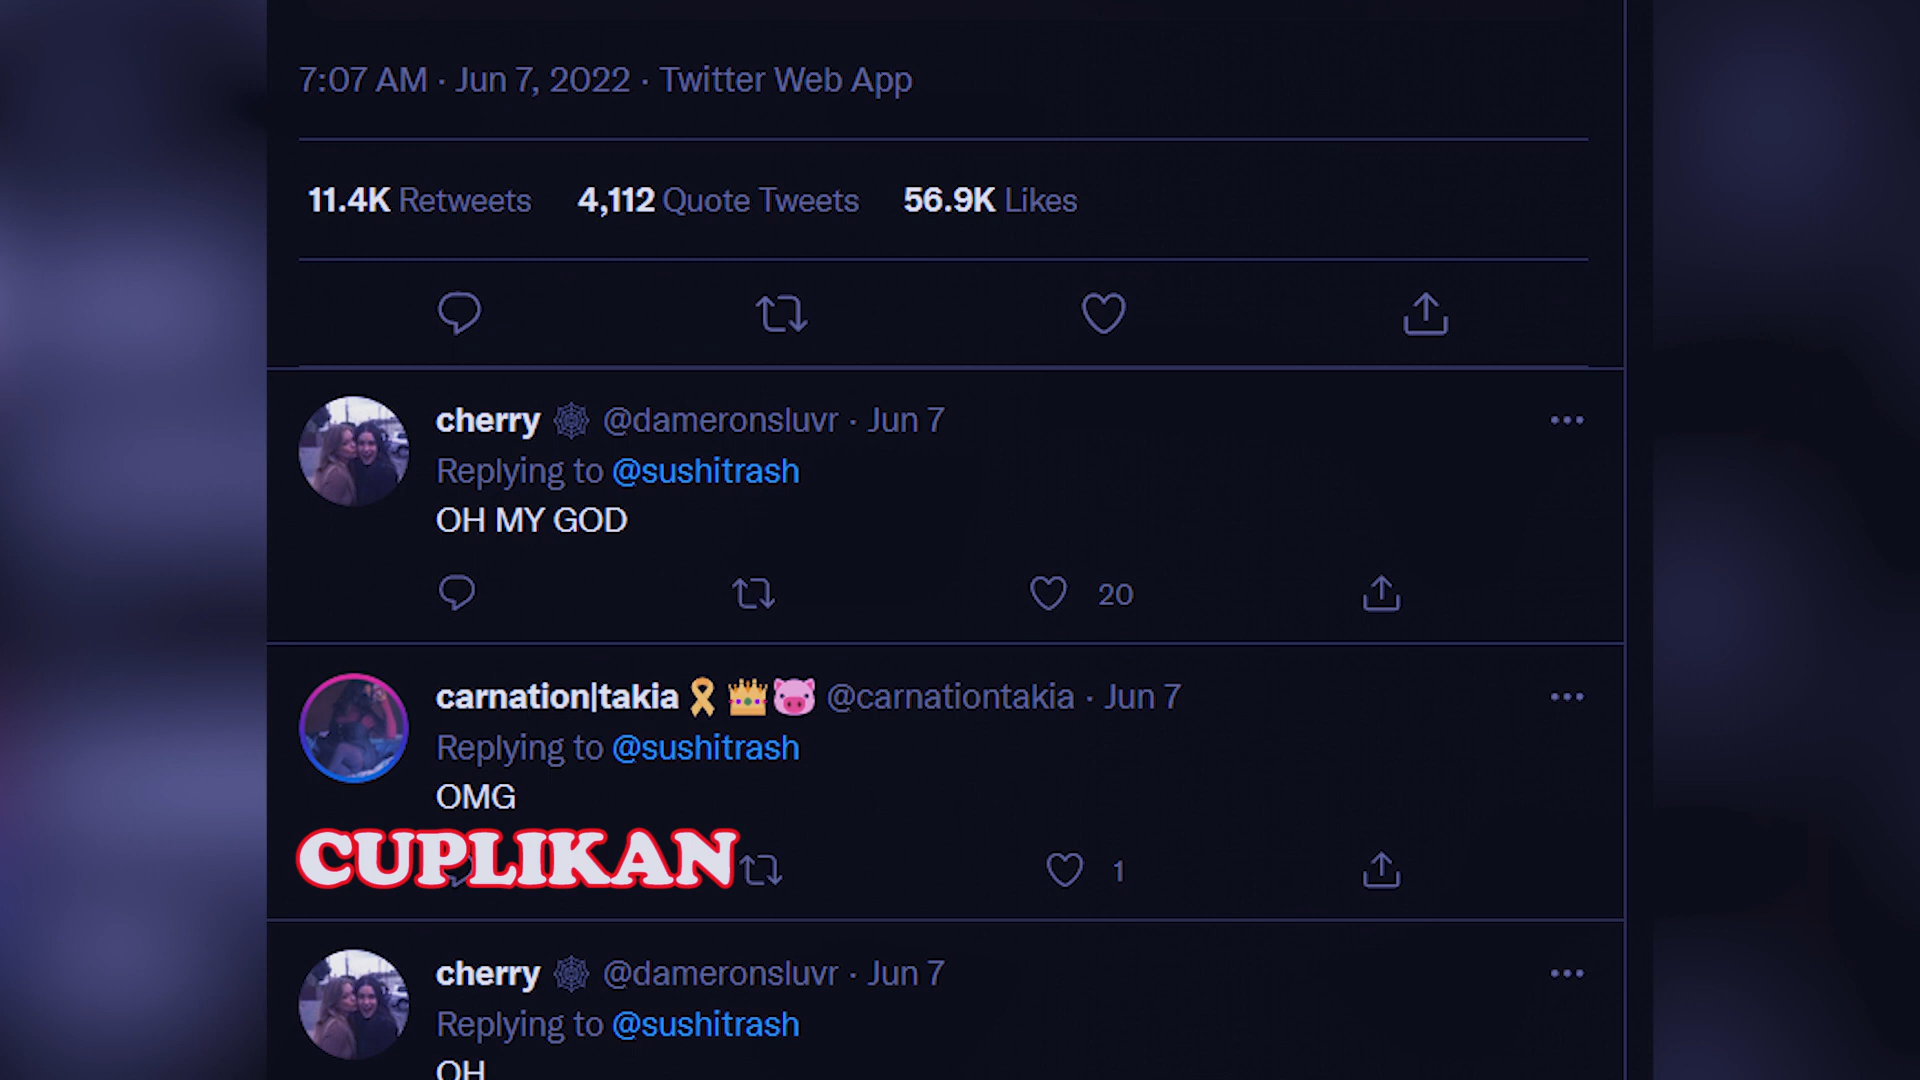 7:07 AM · Jun 7, 2022 · Twitter Web App
11.4K Retweets 4,112 Quote Tweets 56.9K Likes
cherry @dameronsluvr · Jun 7
Replying to @sushitrash
OH MY GOD
20
carnation|takia🎗️👑🐷 @carnationtakia · Jun 7
Replying to @sushitrash
OMG
CUPLIKAN
1
cherry @dameronsluvr · Jun 7
Replying to @sushitrash
OH